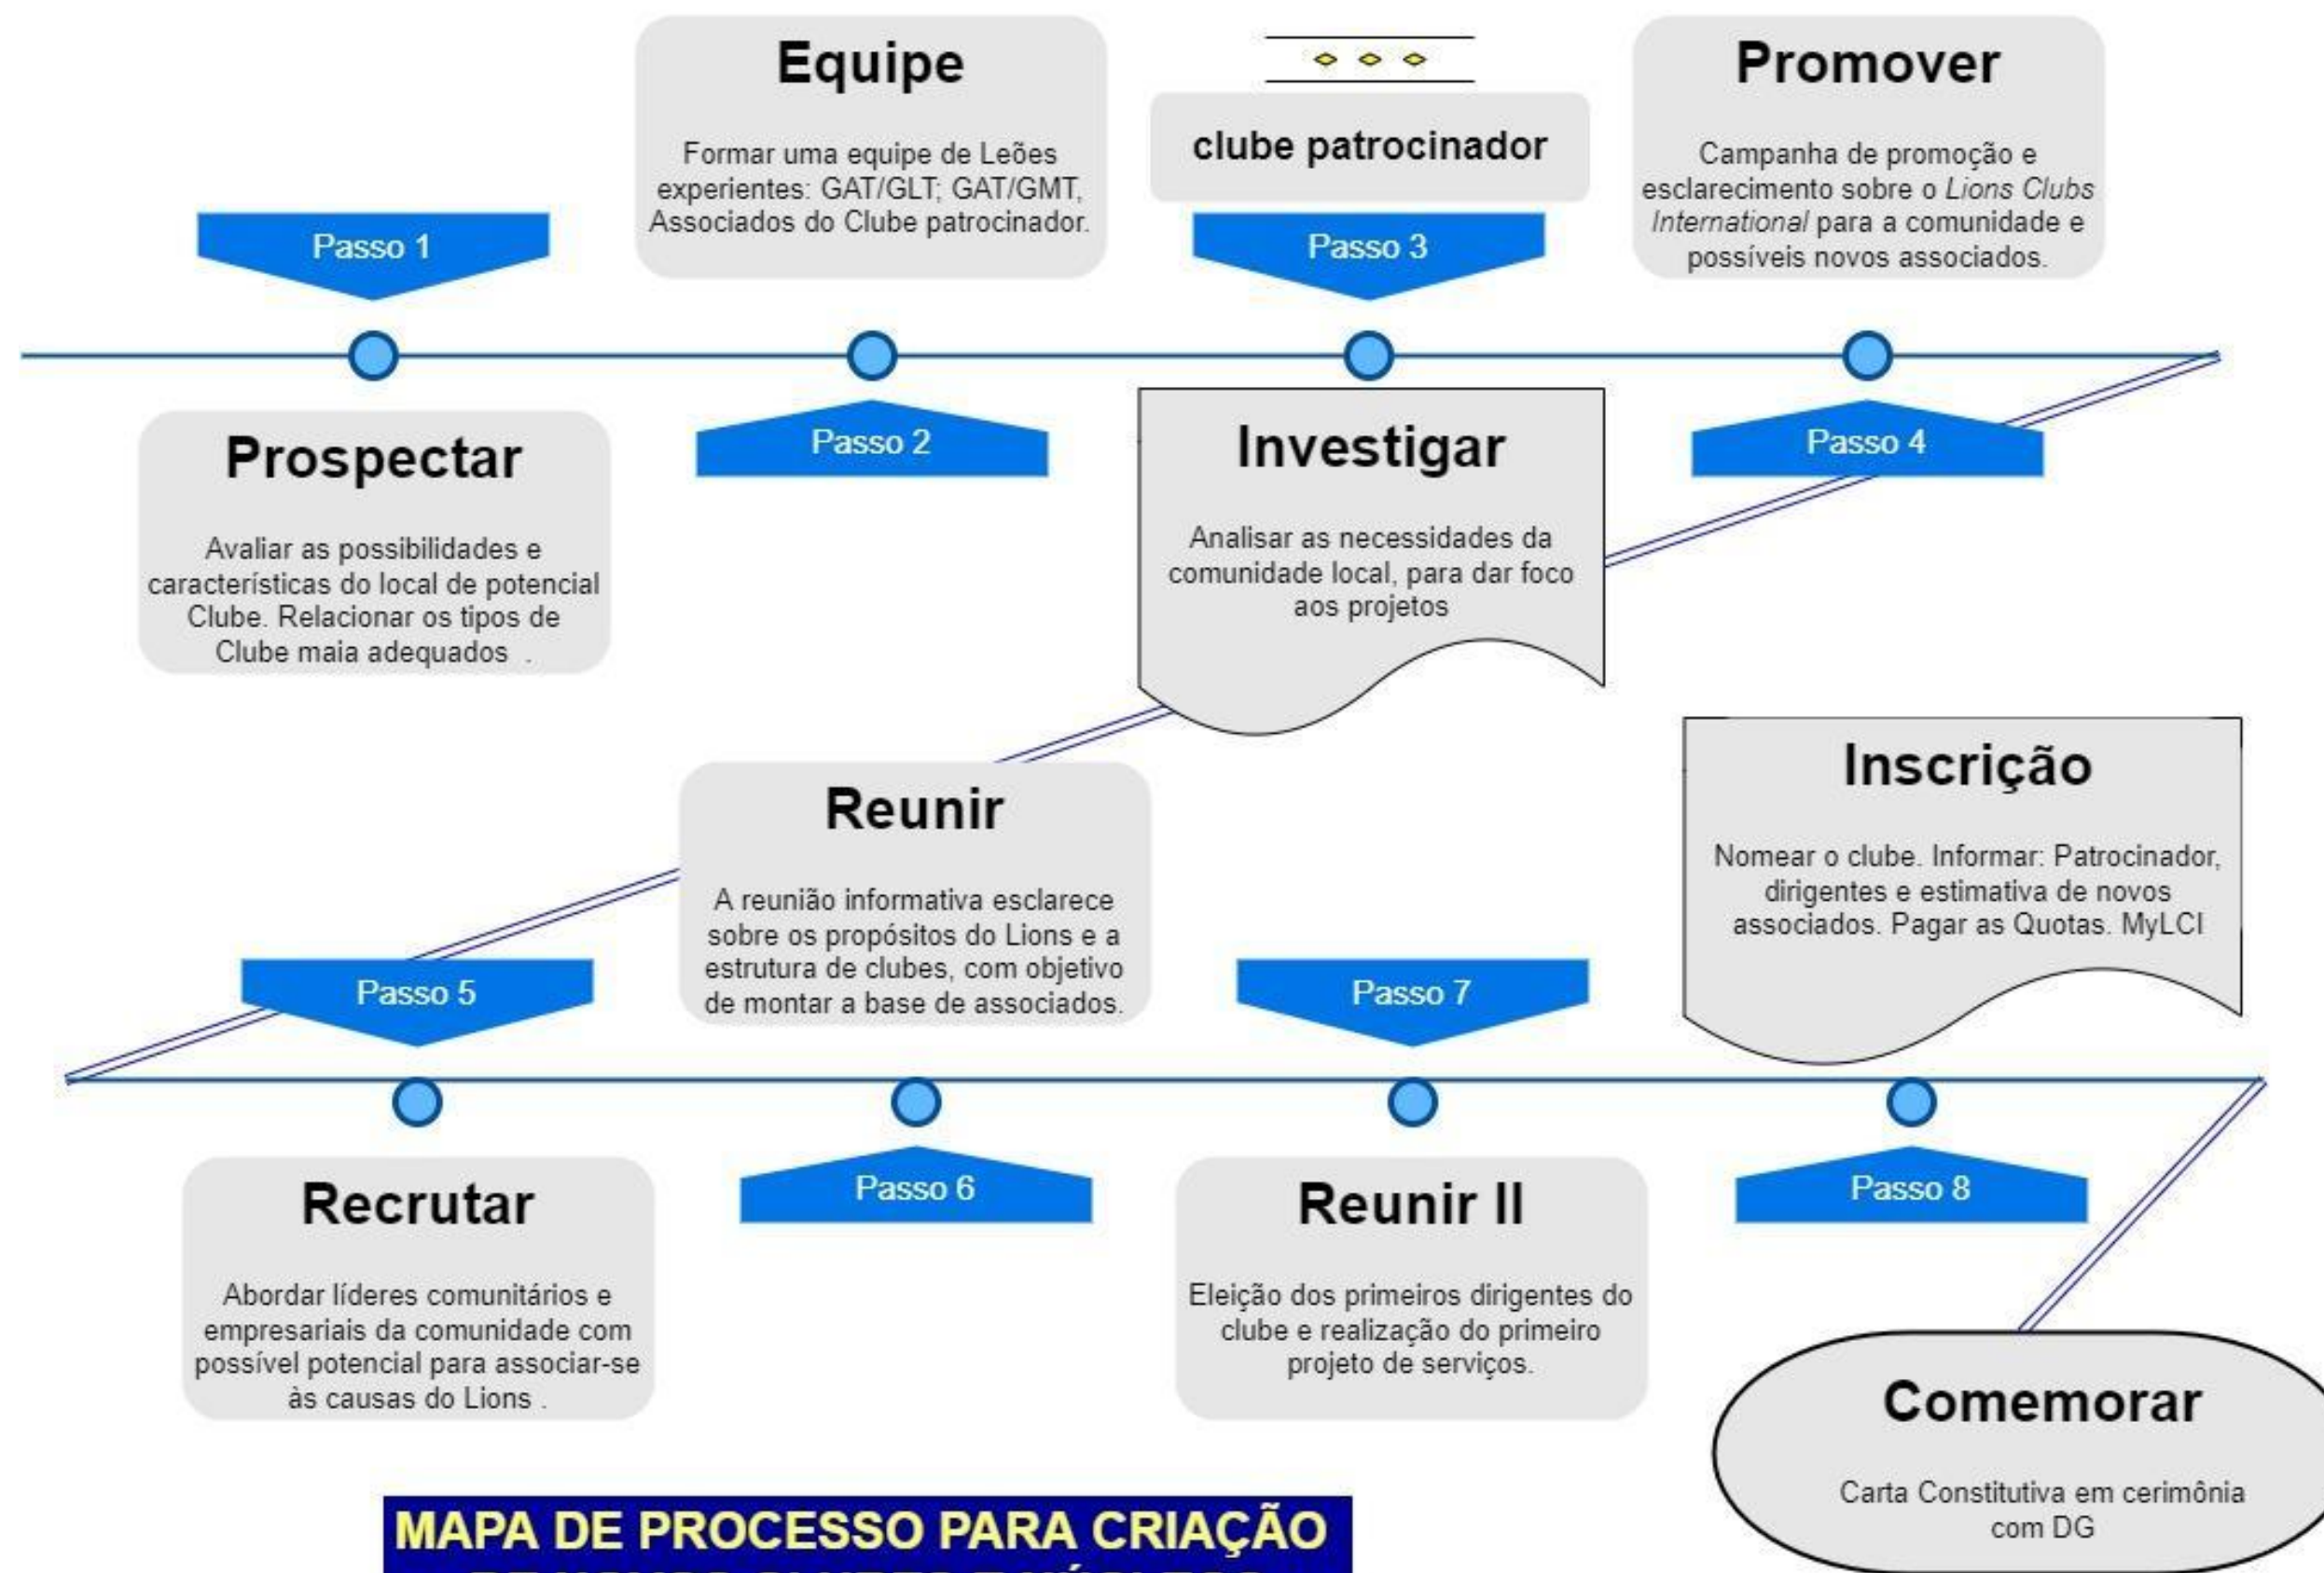 Equipe
Formar uma equipe de Leões
experientes: GAT/GLT; GAT/GMT,
Associados do Clube patrocinador.
clube patrocinador
Promover
Campanha de promoção e
esclarecimento sobre o Lions Clubs
International para a comunidade e
possíveis novos associados.
Passo 1
Passo 3
Prospectar
Avaliar as possibilidades e
características do local de potencial
Clube. Relacionar os tipos de
Clube maia adequados .
Passo 2
Investigar
Analisar as necessidades da
comunidade local, para dar foco
aos projetos
Passo 4
Reunir
A reunião informativa esclarece
sobre os propósitos do Lions e a
estrutura de clubes, com objetivo
de montar a base de associados.
Inscrição
Nomear o clube. Informar: Patrocinador,
dirigentes e estimativa de novos
associados. Pagar as Quotas. MyLCI
Passo 5
Passo 7
Recrutar
Abordar líderes comunitários e
empresariais da comunidade com
possível potencial para associar-se
às causas do Lions .
Passo 6
Reunir II
Eleição dos primeiros dirigentes do
clube e realização do primeiro
projeto de serviços.
Passo 8
Comemorar
Carta Constitutiva em cerimônia
com DG
MAPA DE PROCESSO PARA CRIAÇÃO